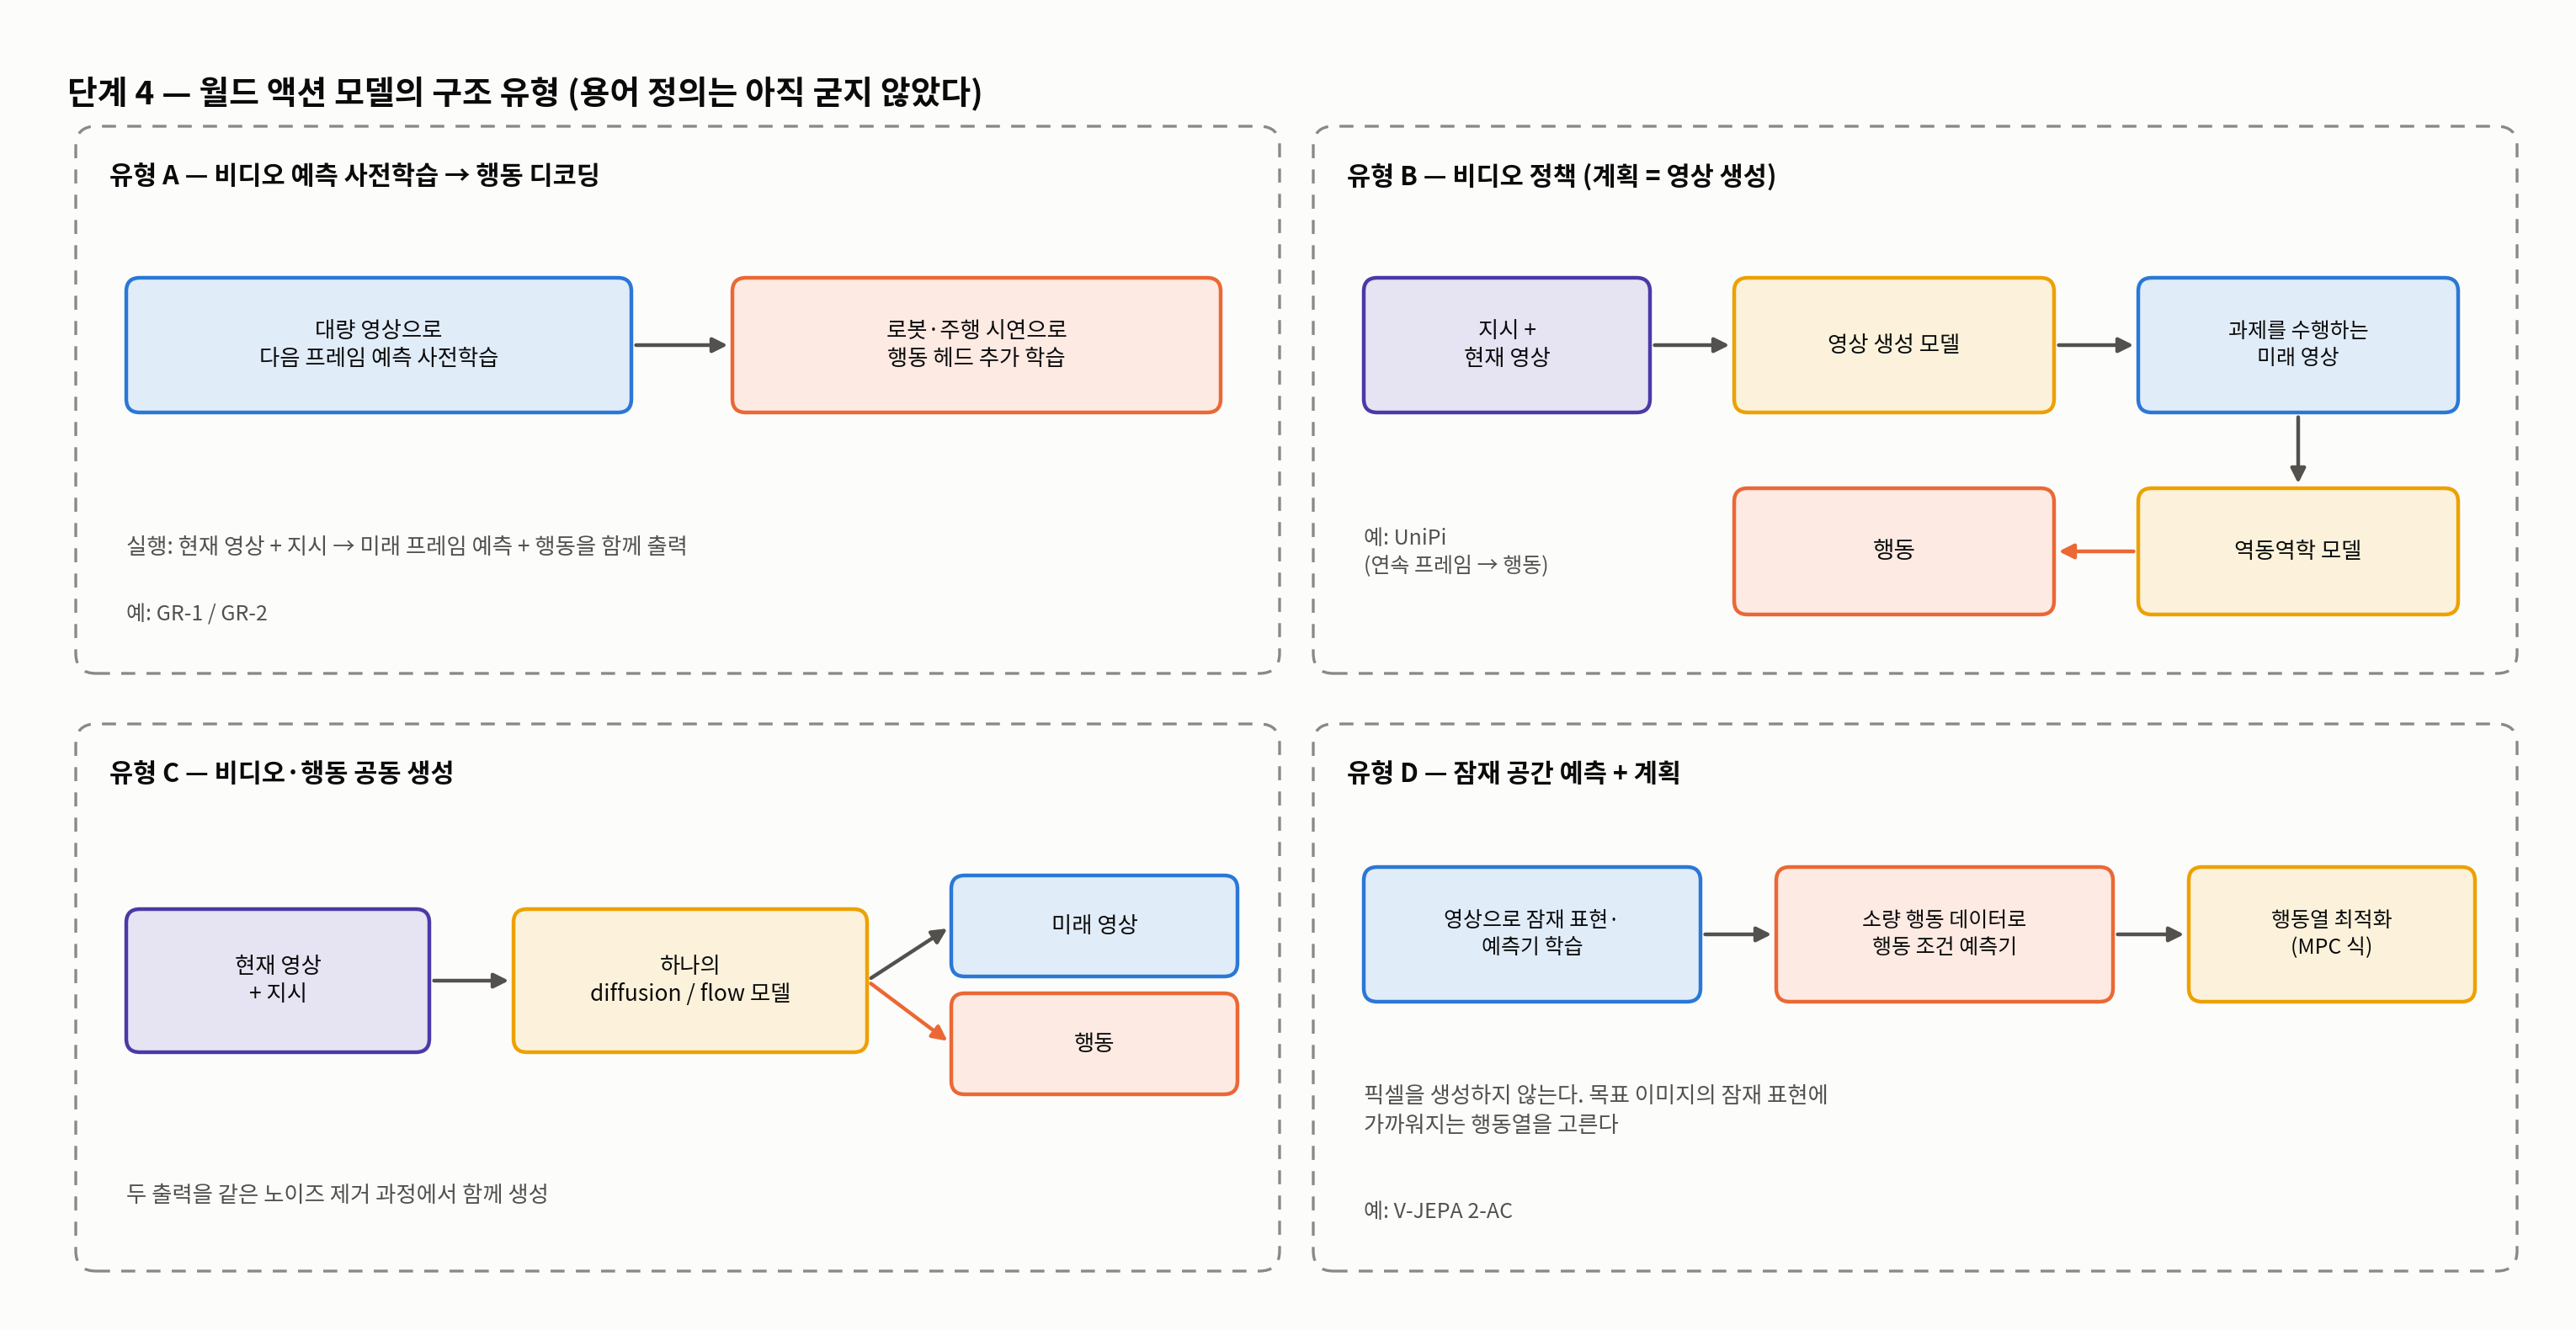 단계 4 — 월드 액션 모델의 구조 유형 (용어 정의는 아직 굳지 않았다)
유형 A — 비디오 예측 사전학습 → 행동 디코딩
대량 영상으로
다음 프레임 예측 사전학습
로봇·주행 시연으로
행동 헤드 추가 학습
실행: 현재 영상 + 지시 → 미래 프레임 예측 + 행동을 함께 출력
예: GR-1 / GR-2
유형 B — 비디오 정책 (계획 = 영상 생성)
지시 +
현재 영상
영상 생성 모델
과제를 수행하는
미래 영상
역동역학 모델
행동
예: UniPi
(연속 프레임 → 행동)
유형 C — 비디오·행동 공동 생성
현재 영상
+ 지시
하나의
diffusion / flow 모델
미래 영상
행동
두 출력을 같은 노이즈 제거 과정에서 함께 생성
유형 D — 잠재 공간 예측 + 계획
영상으로 잠재 표현·
예측기 학습
소량 행동 데이터로
행동 조건 예측기
행동열 최적화
(MPC 식)
픽셀을 생성하지 않는다. 목표 이미지의 잠재 표현에
가까워지는 행동열을 고른다
예: V-JEPA 2-AC